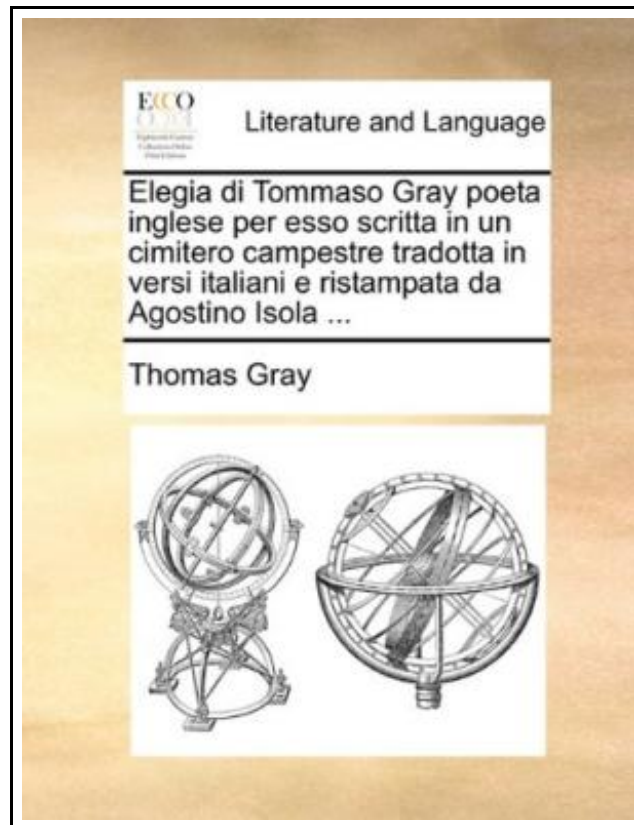 ECCO
Literature and Language
Elegia di Tommaso Gray poeta
inglese per esso scritta in un
cimitero campestre tradotta in
versi italiani e ristampata da
Agostino Isola ...
Thomas Gray